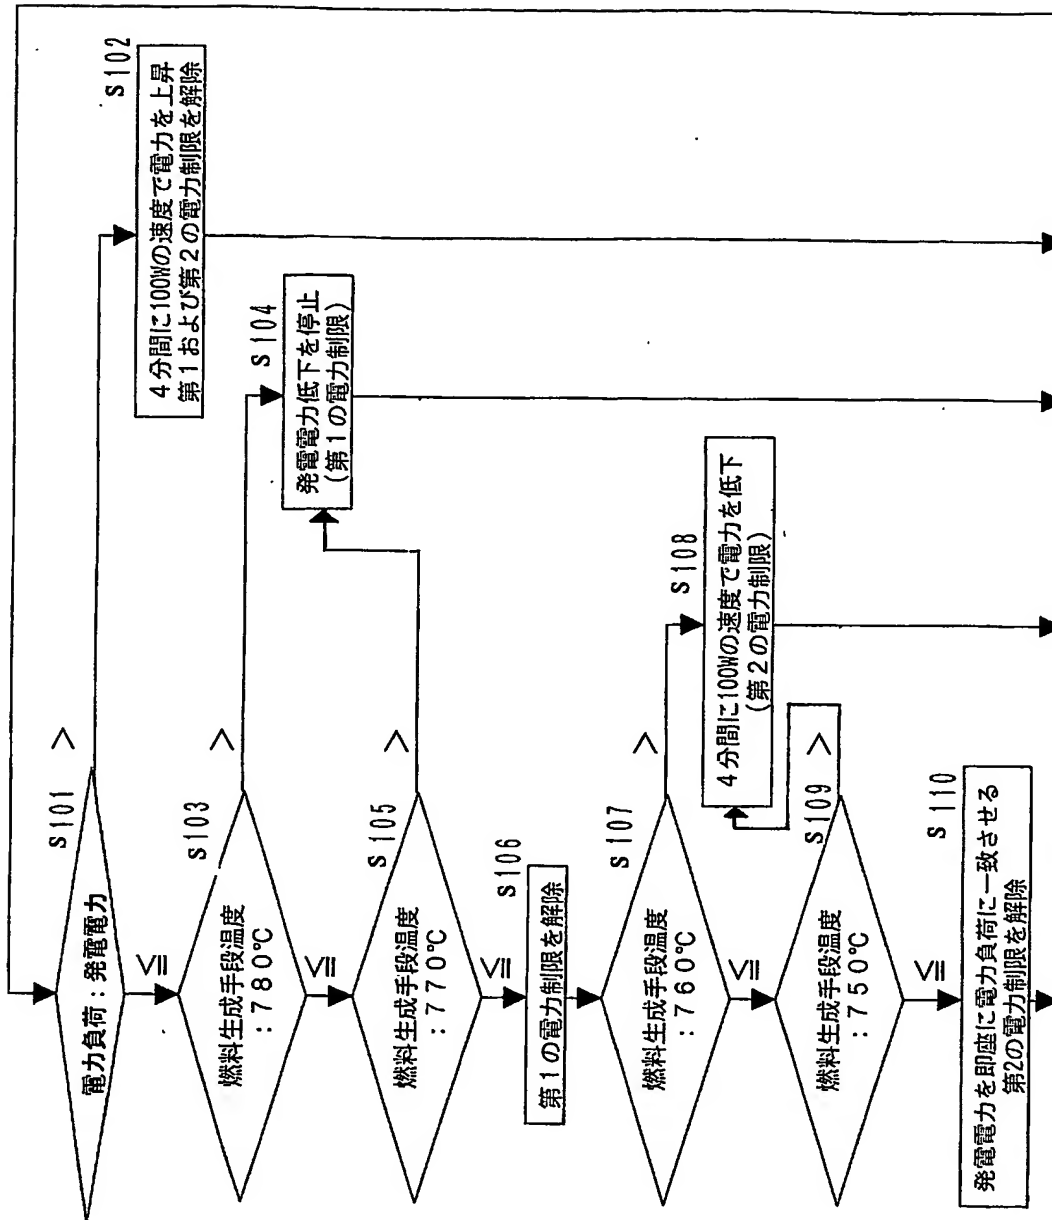 s101
電力負荷：発電電力
＞
≦
s102
4分間に100Wの速度で電力を上昇
第1および第2の電力制限を解除
s103
燃料生成手段温度
：780℃
＞
≦
s104
発電電力低下を停止
(第1の電力制限)
s105
燃料生成手段温度
：770℃
＞
≦
s106
第1の電力制限を解除
s107
燃料生成手段温度
：760℃
＞
≦
s108
4分間に100Wの速度で電力を低下
(第2の電力制限)
s109
燃料生成手段温度
：750℃
＞
≦
s110
発電電力を即座に電力負荷に一致させる
第2の電力制限を解除